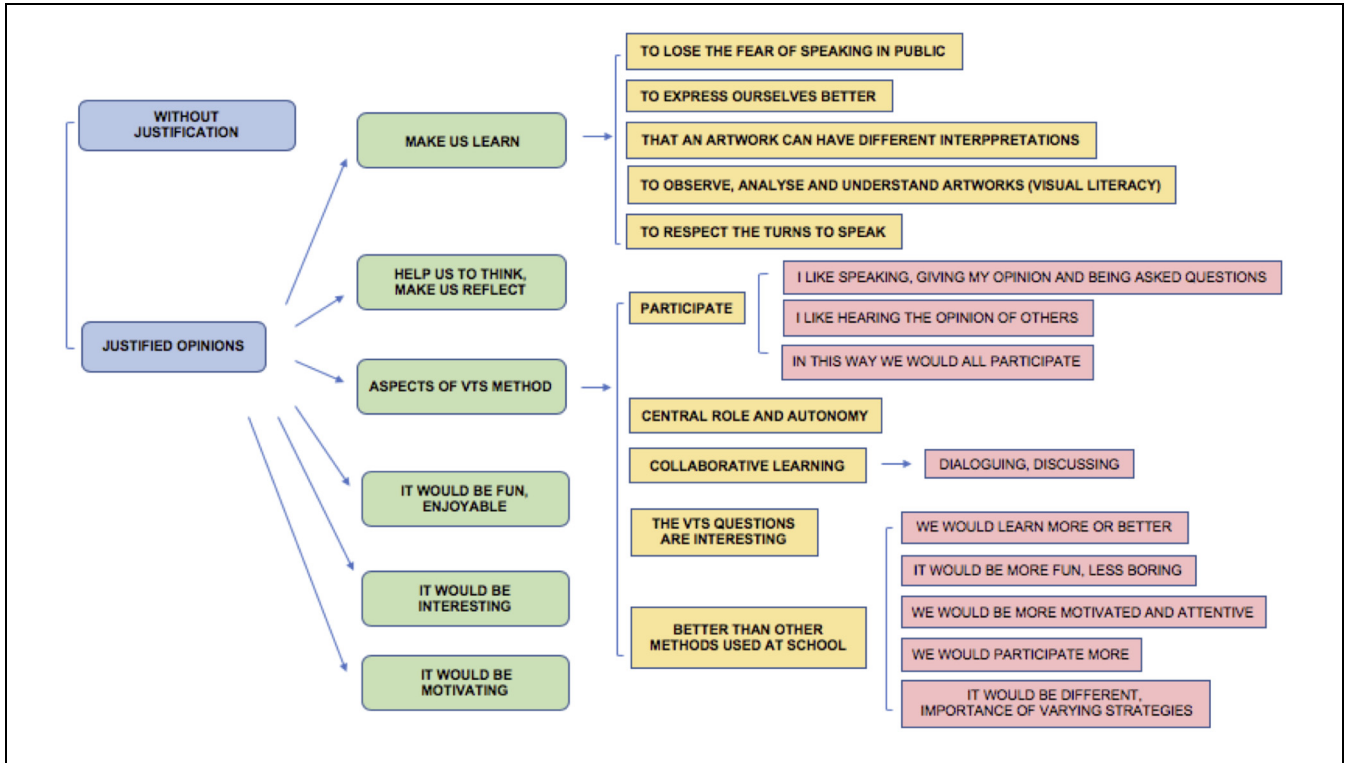 WITHOUT
JUSTIFICATION
JUSTIFIED OPINIONS
MAKE US LEARN
HELP US TO THINK,
MAKE US REFLECT
ASPECTS OF VTS METHOD
IT WOULD BE FUN,
ENJOYABLE
IT WOULD BE
INTERESTING
IT WOULD BE
MOTIVATING
TO LOSE THE FEAR OF SPEAKING IN PUBLIC
TO EXPRESS OURSELVES BETTER
THAT AN ARTWORK CAN HAVE DIFFERENT INTERPPRETATIONS
TO OBSERVE, ANALYSE AND UNDERSTAND ARTWORKS (VISUAL LITERACY)
TO RESPECT THE TURNS TO SPEAK
PARTICIPATE
CENTRAL ROLE AND AUTONOMY
COLLABORATIVE LEARNING
THE VTS QUESTIONS
ARE INTERESTING
BETTER THAN OTHER
METHODS USED AT SCHOOL
I LIKE SPEAKING, GIVING MY OPINION AND BEING ASKED QUESTIONS
I LIKE HEARING THE OPINION OF OTHERS
IN THIS WAY WE WOULD ALL PARTICIPATE
DIALOGUING, DISCUSSING
WE WOULD LEARN MORE OR BETTER
IT WOULD BE MORE FUN, LESS BORING
WE WOULD BE MORE MOTIVATED AND ATTENTIVE
WE WOULD PARTICIPATE MORE
IT WOULD BE DIFFERENT,
IMPORTANCE OF VARYING STRATEGIES